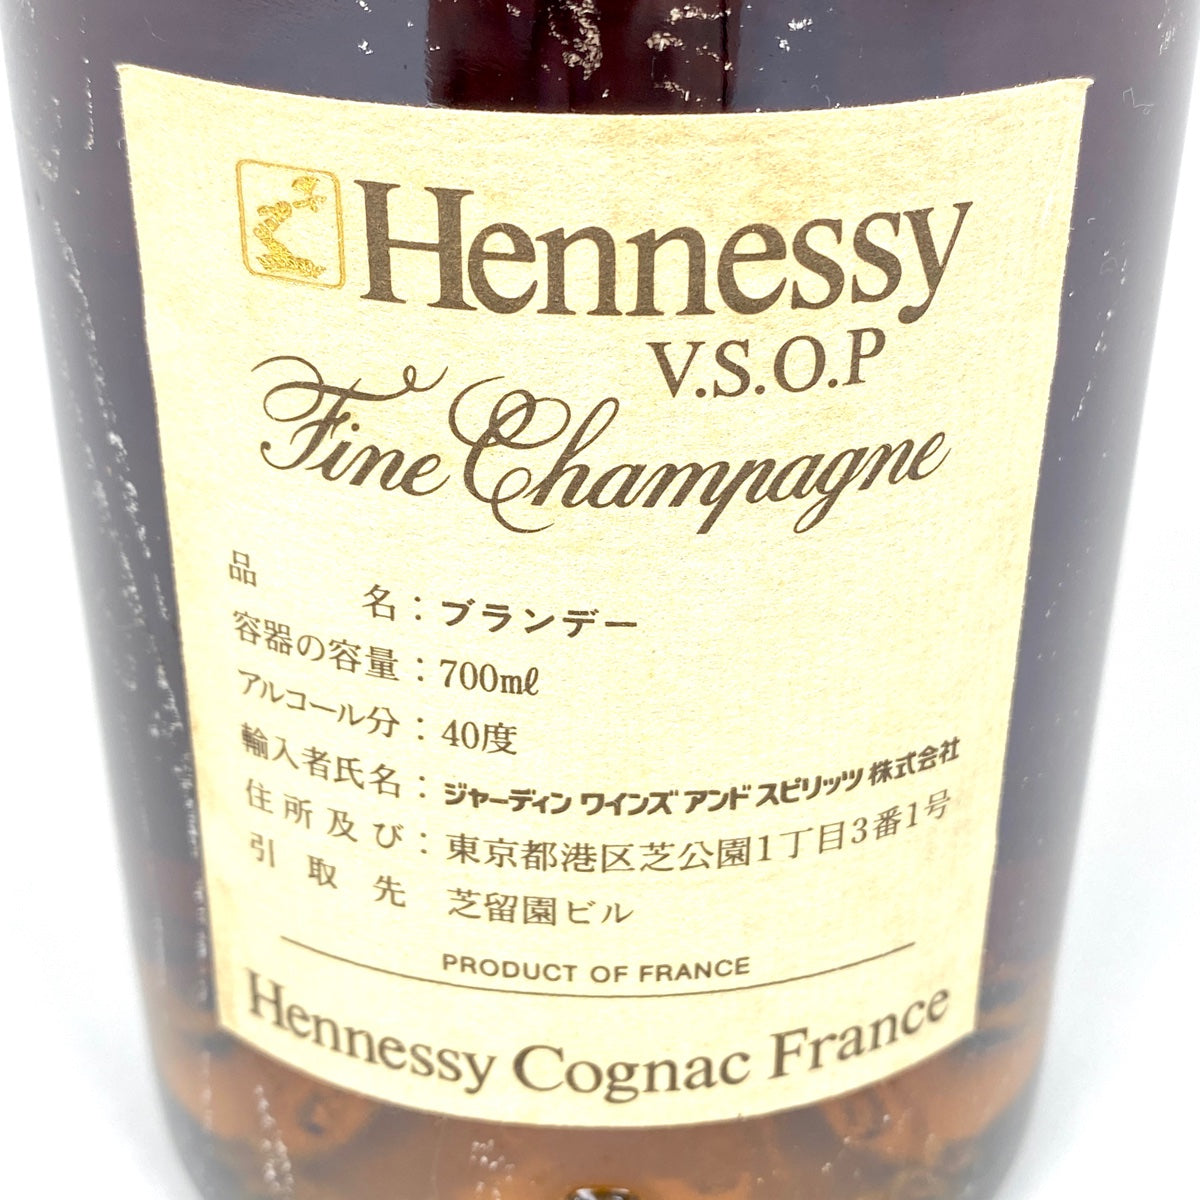 Hennessy
V.S.O.P
Fine Champagne
品名：ブランデー
容器の容量：700mℓ
アルコール分：40度
輸入者氏名：ジャーディン ワインズ アンド スピリッツ 株式会社
住所及び：東京都港区芝公園1丁目3番1号
引取先 芝留園ビル
PRODUCT OF FRANCE
Hennessy Cognac France